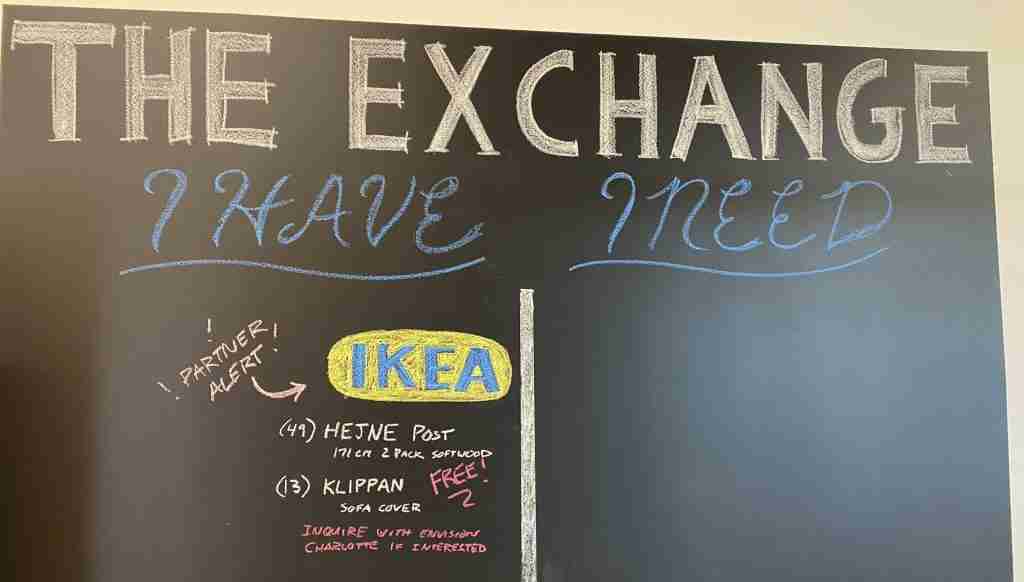 THE EXCHANGE
I HAVE
I NEED
! PARTNER !
! ALERT
IKEA
(49) HEJNE POST
171 CM 2 PACK SOFTWOOD
(13) KLIPPAN
SOFA COVER
FREE!
INQUIRE WITH ENVISION
CHARLOTTE IF INTERESTED